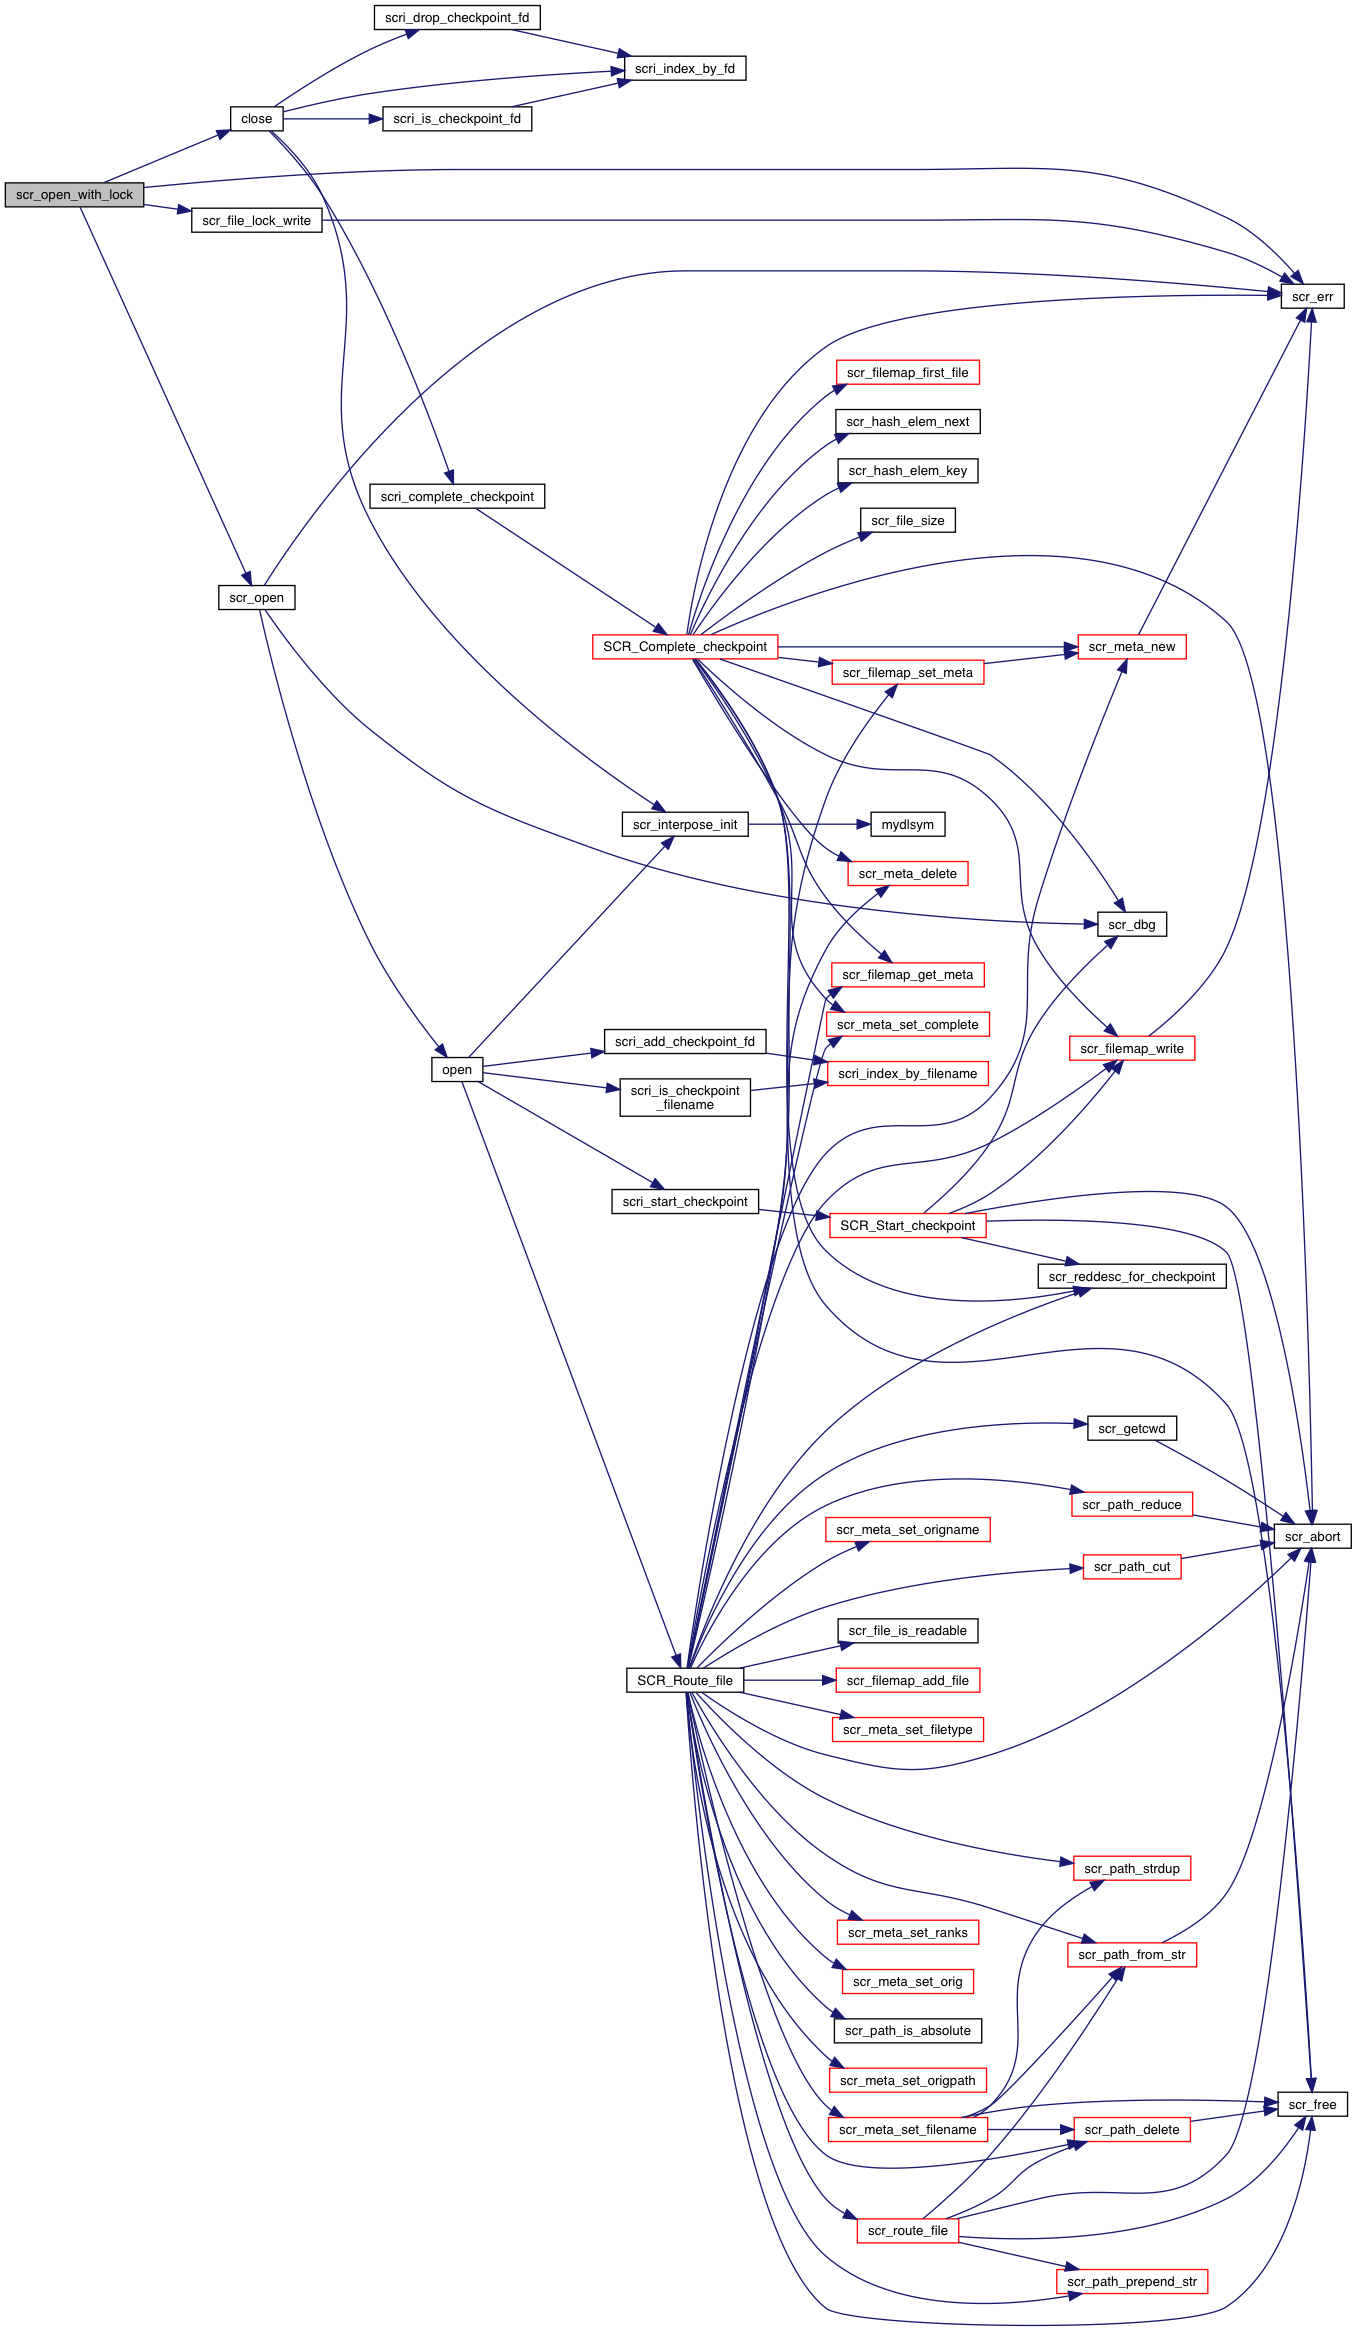 scri_drop_checkpoint_fd
scri_index_by_fd
close
scri_is_checkpoint_fd
scr_open_with_lock
scr_file_lock_write
scr_err
scr_filemap_first_file
scr_hash_elem_next
scr_hash_elem_key
scri_complete_checkpoint
scr_file_size
scr_open
SCR_Complete_checkpoint
scr_meta_new
scr_filemap_set_meta
scr_interpose_init
mydlsym
scr_meta_delete
scr_dbg
scr_filemap_get_meta
scr_meta_set_complete
scri_add_checkpoint_fd
scr_filemap_write
open
scri_index_by_filename
scri_is_checkpoint
_filename
scri_start_checkpoint
SCR_Start_checkpoint
scr_reddesc_for_checkpoint
scr_getcwd
scr_path_reduce
scr_meta_set_origname
scr_abort
scr_path_cut
scr_file_is_readable
SCR_Route_file
scr_filemap_add_file
scr_meta_set_filetype
scr_path_strdup
scr_meta_set_ranks
scr_path_from_str
scr_meta_set_orig
scr_path_is_absolute
scr_meta_set_origpath
scr_free
scr_meta_set_filename
scr_path_delete
scr_route_file
scr_path_prepend_str